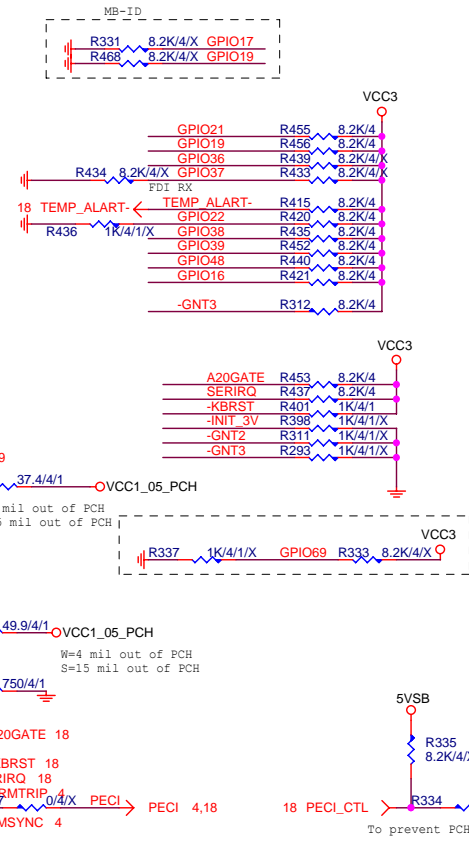 MB-ID
R331 8.2K/4/X GPIO17
R468 8.2K/4/X GPIO19
VCC3
GPIO21 R455 8.2K/4
GPIO19 R456 8.2K/4
GPIO36 R439 8.2K/4/X
R434 8.2K/4/X GPIO37 R433 8.2K/4/X
FDI RX
18 TEMP_ALART- TEMP_ALART- R415 8.2K/4
R436 1K/4/1/X GPIO22 R420 8.2K/4
GPIO38 R435 8.2K/4
GPIO39 R452 8.2K/4
GPIO48 R440 8.2K/4
GPIO16 R421 8.2K/4
-GNT3 R312 8.2K/4
VCC3
A20GATE R453 8.2K/4
SERIRQ R437 8.2K/4
-KBRST R401 1K/4/1
-INIT_3V R398 1K/4/1/X
-GNT2 R311 1K/4/1/X
-GNT3 R293 1K/4/1/X
9
37.4/4/1 VCC1_05_PCH
mil out of PCH
mil out of PCH
VCC3
R337 1K/4/1/X GPIO69 R333 8.2K/4/X
49.9/4/1 VCC1_05_PCH
W=4 mil out of PCH
S=15 mil out of PCH
750/4/1
5VSB
20GATE 18
R335
8.2K/4/
BRST 18
RIRQ 18
RMTRIP 4
0/4/X PECI PECI 4,18
18 PECI_CTL R334
MSYNC 4
To prevent PCH